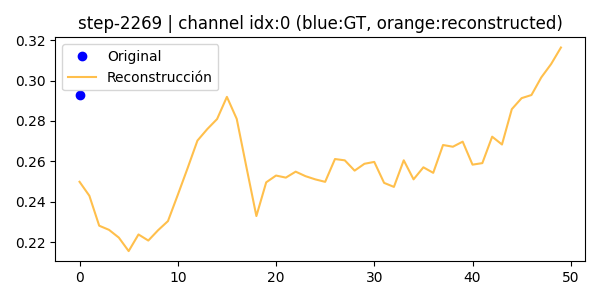 step-2269 | channel idx:0 (blue:GT, orange:reconstructed)
Original
Reconstrucción
0.32
0.30
0.28
0.26
0.24
0.22
0 10 20 30 40 50